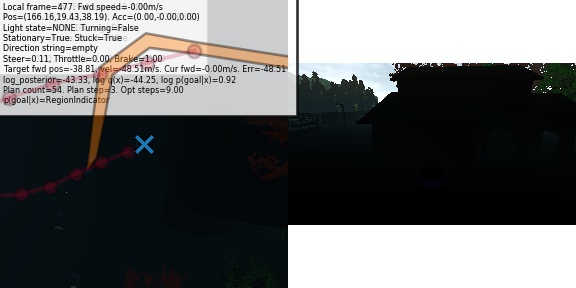 Local frame=477: Fwd speed=-0.00m/s
Pos=(166.16,19.43,38.19). Acc=(0.00,-0.00,0.00)
Light state=NONE: Turning=False
Stationary=True: Stuck=True
Direction string=empty
Steer=0.11, Throttle=0.00, Brake=1.00
Target fwd pos=-38.81, vel=-48.51m/s. Cur fwd=-0.00m/s. Err=-48.51
log_posterior=-43.33, log q(x)=-44.25, log p(goal|x)=0.92
Plan count=54. Plan step=3. Opt steps=9.00
p(goal|x)=RegionIndicator